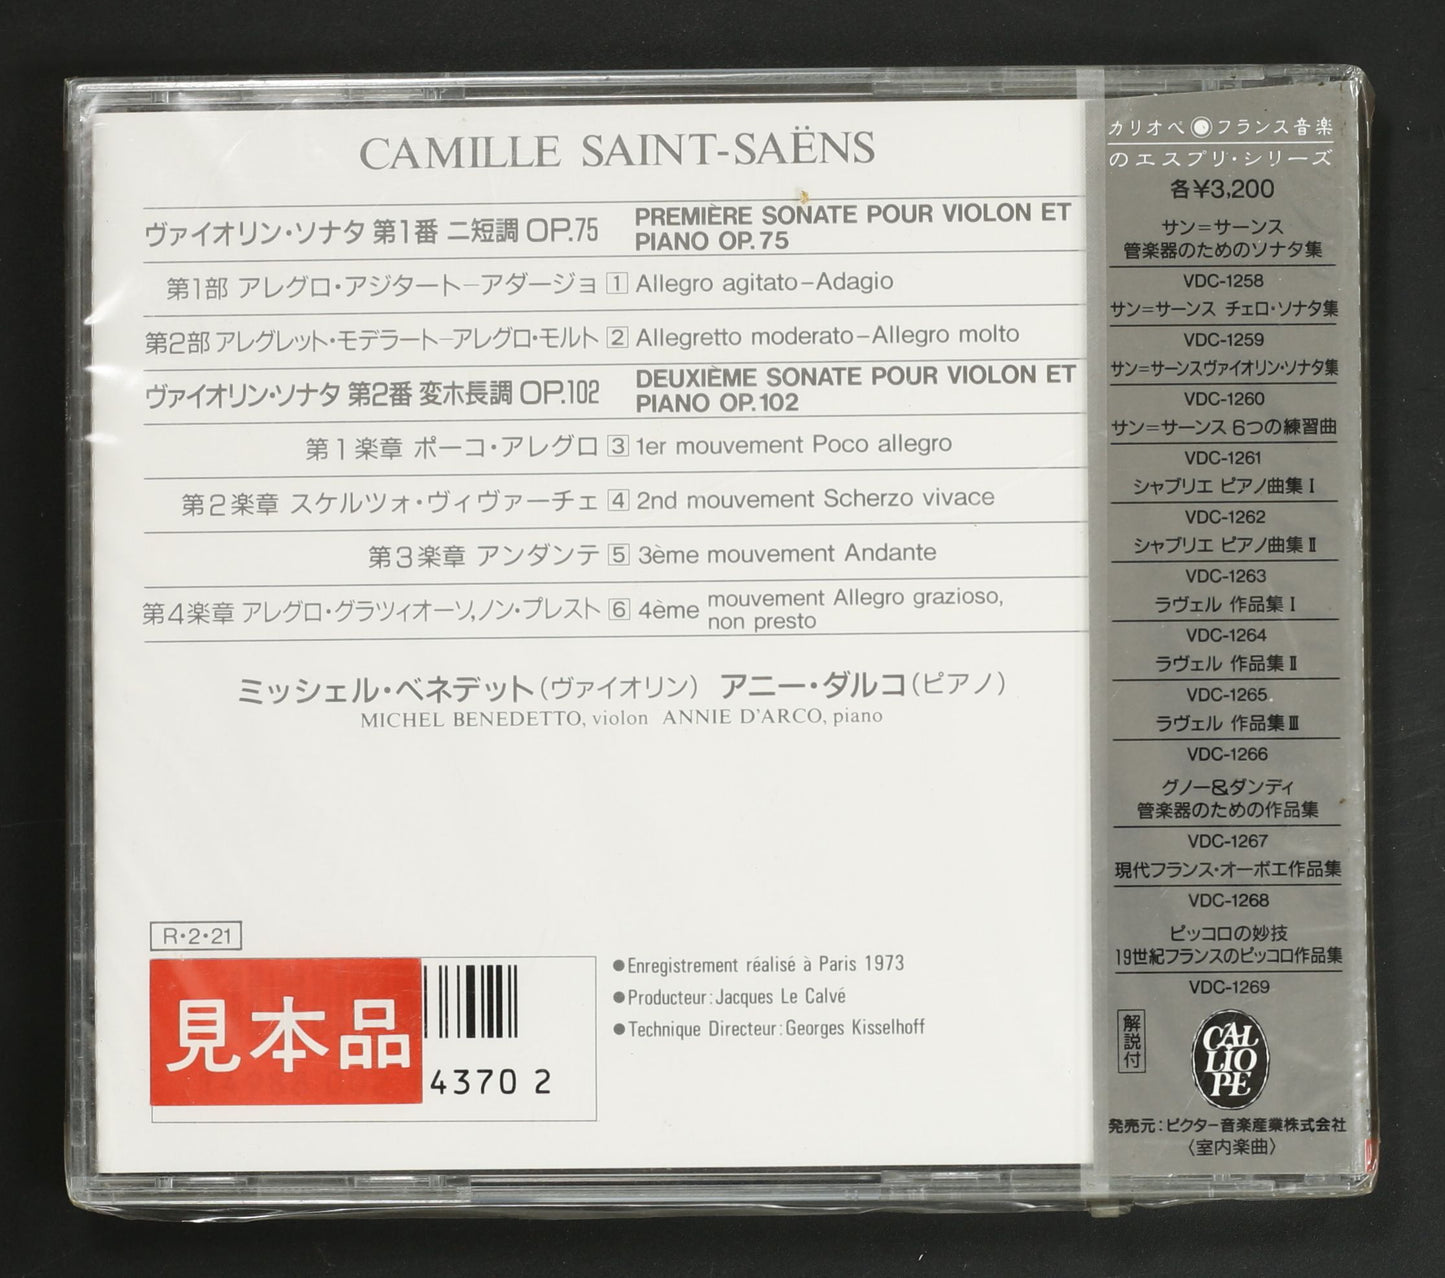 CAMILLE SAINT-SAËNS
ヴァイオリン・ソナタ 第1番 ニ短調 OP.75
PREMIÈRE SONATE POUR VIOLON ET
PIANO OP. 75
第1部 アレグロ・アジタート―アダージョ 1 Allegro agitato–Adagio
第2部 アレグレット・モデラート―アレグロ・モルト 2 Allegretto moderato–Allegro molto
ヴァイオリン・ソナタ 第2番 変ホ長調 OP.102
DEUXIÈME SONATE POUR VIOLON ET
PIANO OP. 102
第1楽章 ポーコ・アレグロ 3 1er mouvement Poco allegro
第2楽章 スケルツォ・ヴィヴァーチェ 4 2nd mouvement Scherzo vivace
第3楽章 アンダンテ 5 3ème mouvement Andante
第4楽章 アレグロ・グラツィオーソ,ノン・プレスト 6 4ème mouvement Allegro grazioso,
non presto
ミッシェル・ベネデット(ヴァイオリン) アニー・ダルコ(ピアノ)
MICHEL BENEDETTO, violon ANNIE D'ARCO, piano
R・2・21
見本品
4370 2
●Enregistrement réalisé à Paris 1973
●Producteur: Jacques Le Calvé
●Technique Directeur: Georges Kisselhoff
カリオペ フランス音楽
のエスプリ・シリーズ
各¥3,200
サン=サーンス
管楽器のためのソナタ集
VDC-1258
サン=サーンス チェロ・ソナタ集
VDC-1259
サン=サーンスヴァイオリン・ソナタ集
VDC-1260
サン=サーンス 6つの練習曲
VDC-1261
シャブリエ ピアノ曲集Ⅰ
VDC-1262
シャブリエ ピアノ曲集Ⅱ
VDC-1263
ラヴェル 作品集Ⅰ
VDC-1264
ラヴェル 作品集Ⅱ
VDC-1265
ラヴェル 作品集Ⅲ
VDC-1266
グノー&ダンディ
管楽器のための作品集
VDC-1267
現代フランス・オーボエ作品集
VDC-1268
ピッコロの妙技
19世紀フランスのピッコロ作品集
VDC-1269
解説付
CAL
LIO
PE
発売元:ビクター音楽産業株式会社
〈室内楽曲〉